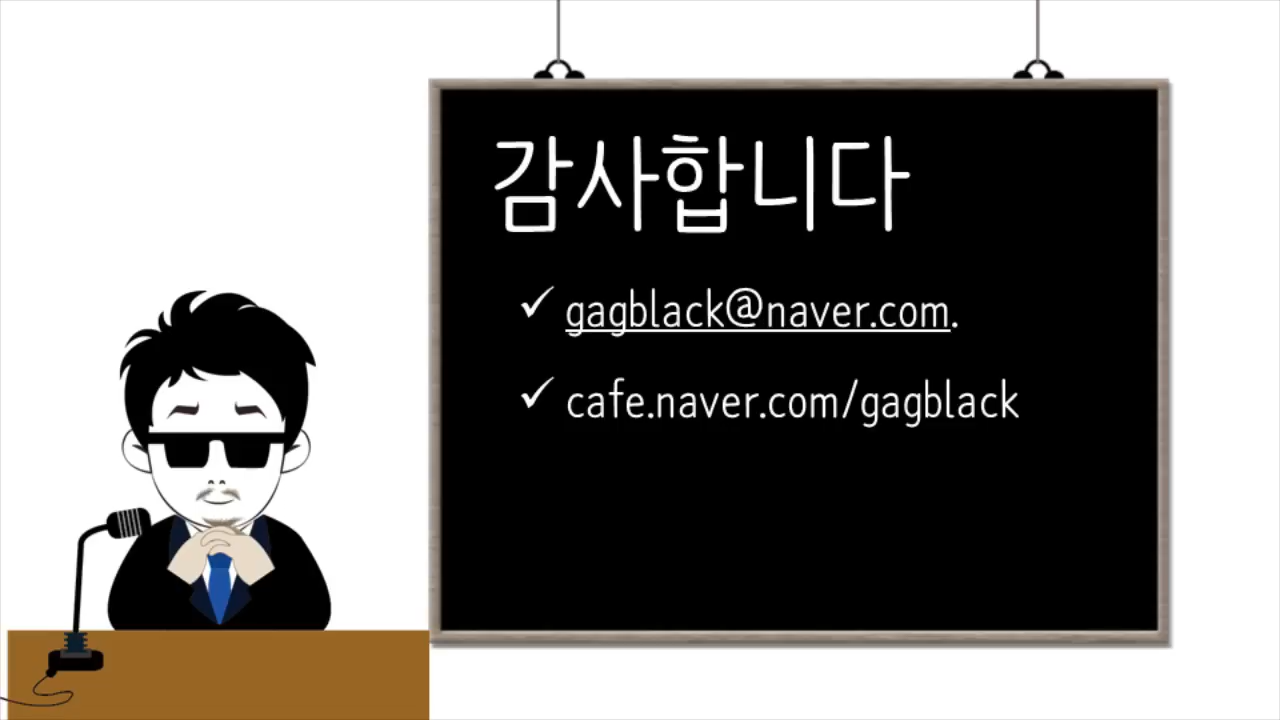 감사합니다
✓ gagblack@naver.com.
✓ cafe.naver.com/gagblack